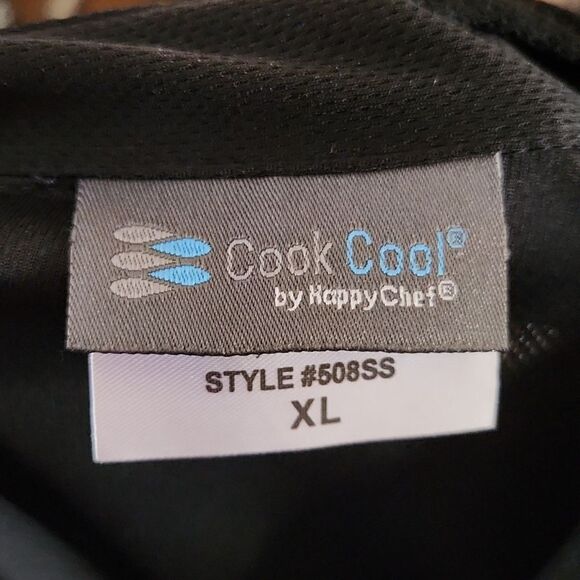 Cook Cool®
by HappyChef®
STYLE #508SS
XL